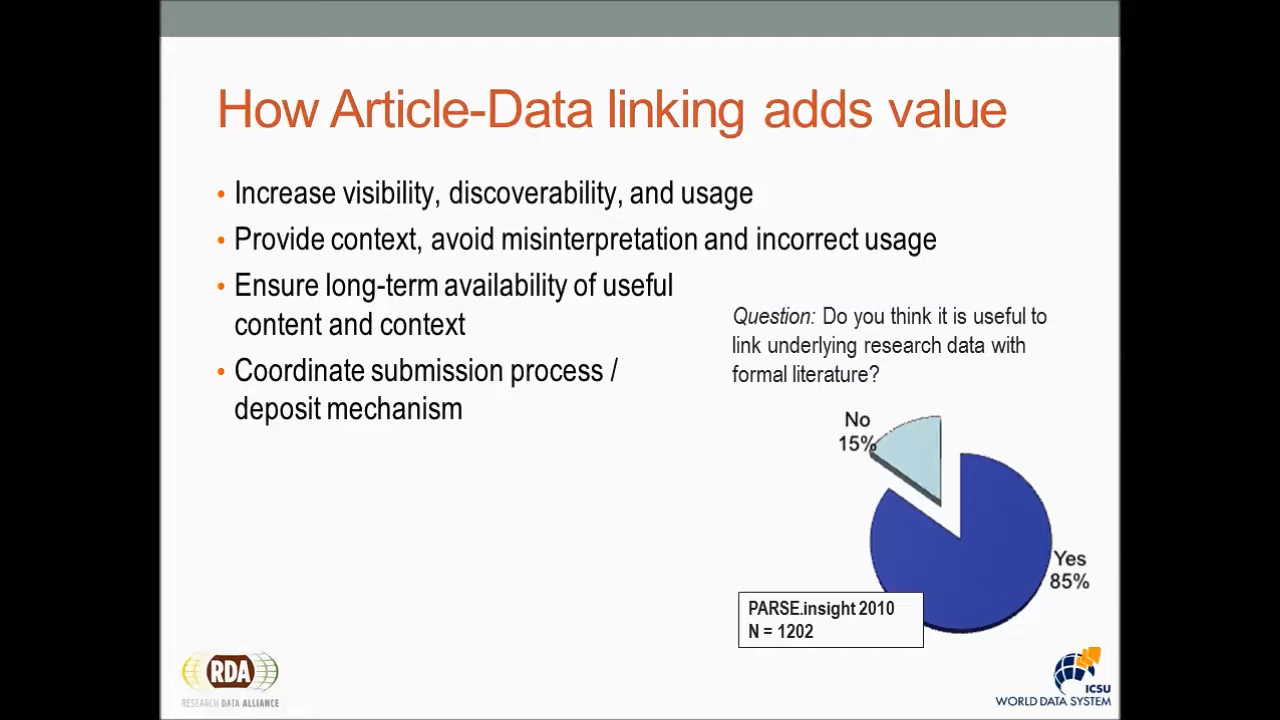 How Article-Data linking adds value
• Increase visibility, discoverability, and usage
• Provide context, avoid misinterpretation and incorrect usage
• Ensure long-term availability of useful
content and context
• Coordinate submission process /
deposit mechanism
Question: Do you think it is useful to
link underlying research data with
formal literature?
No
15%
Yes
85%
PARSE.insight 2010
N = 1202
RDA
RESEARCH DATA ALLIANCE
ICSU
WORLD DATA SYSTEM